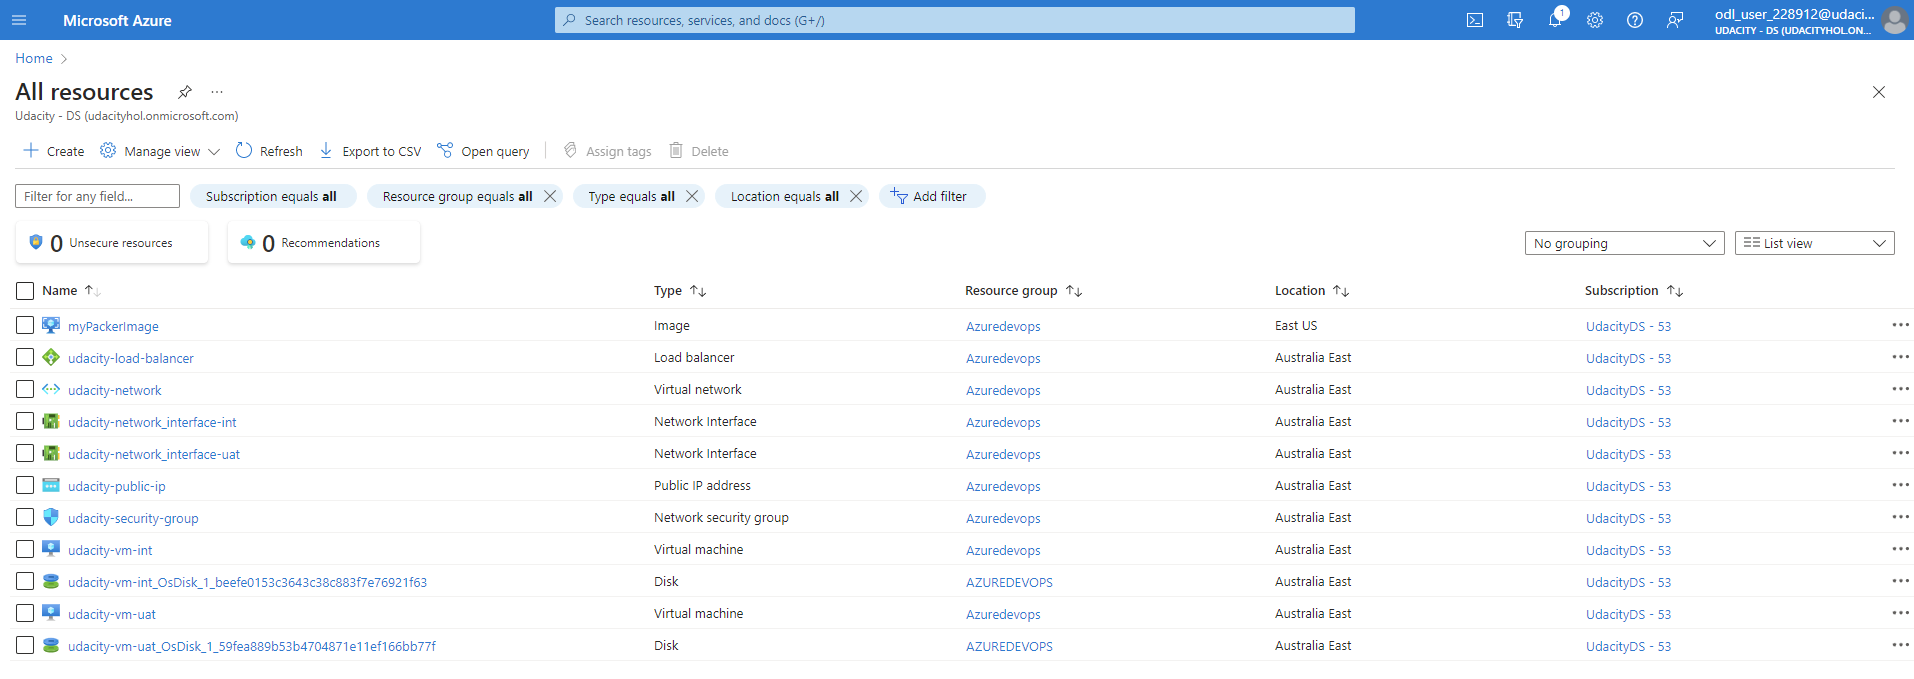 Microsoft Azure
Search resources, services, and docs (G+/)
1
odl_user_228912@udaci...
UDACITY - DS (UDACITYHOL.ON...
Home
All resources
Udacity - DS (udacityhol.onmicrosoft.com)
Create Manage view Refresh Export to CSV Open query Assign tags Delete
Filter for any field... Subscription equals all Resource group equals all Type equals all Location equals all Add filter
0 Unsecure resources 0 Recommendations No grouping List view
Name Type Resource group Location Subscription
myPackerImage Image Azuredevops East US UdacityDS - 53
udacity-load-balancer Load balancer Azuredevops Australia East UdacityDS - 53
udacity-network Virtual network Azuredevops Australia East UdacityDS - 53
udacity-network_interface-int Network Interface Azuredevops Australia East UdacityDS - 53
udacity-network_interface-uat Network Interface Azuredevops Australia East UdacityDS - 53
udacity-public-ip Public IP address Azuredevops Australia East UdacityDS - 53
udacity-security-group Network security group Azuredevops Australia East UdacityDS - 53
udacity-vm-int Virtual machine Azuredevops Australia East UdacityDS - 53
udacity-vm-int_OsDisk_1_beefe0153c3643c38c883f7e76921f63 Disk AZUREDEVOPS Australia East UdacityDS - 53
udacity-vm-uat Virtual machine Azuredevops Australia East UdacityDS - 53
udacity-vm-uat_OsDisk_1_59fea889b53b4704871e11ef166bb77f Disk AZUREDEVOPS Australia East UdacityDS - 53